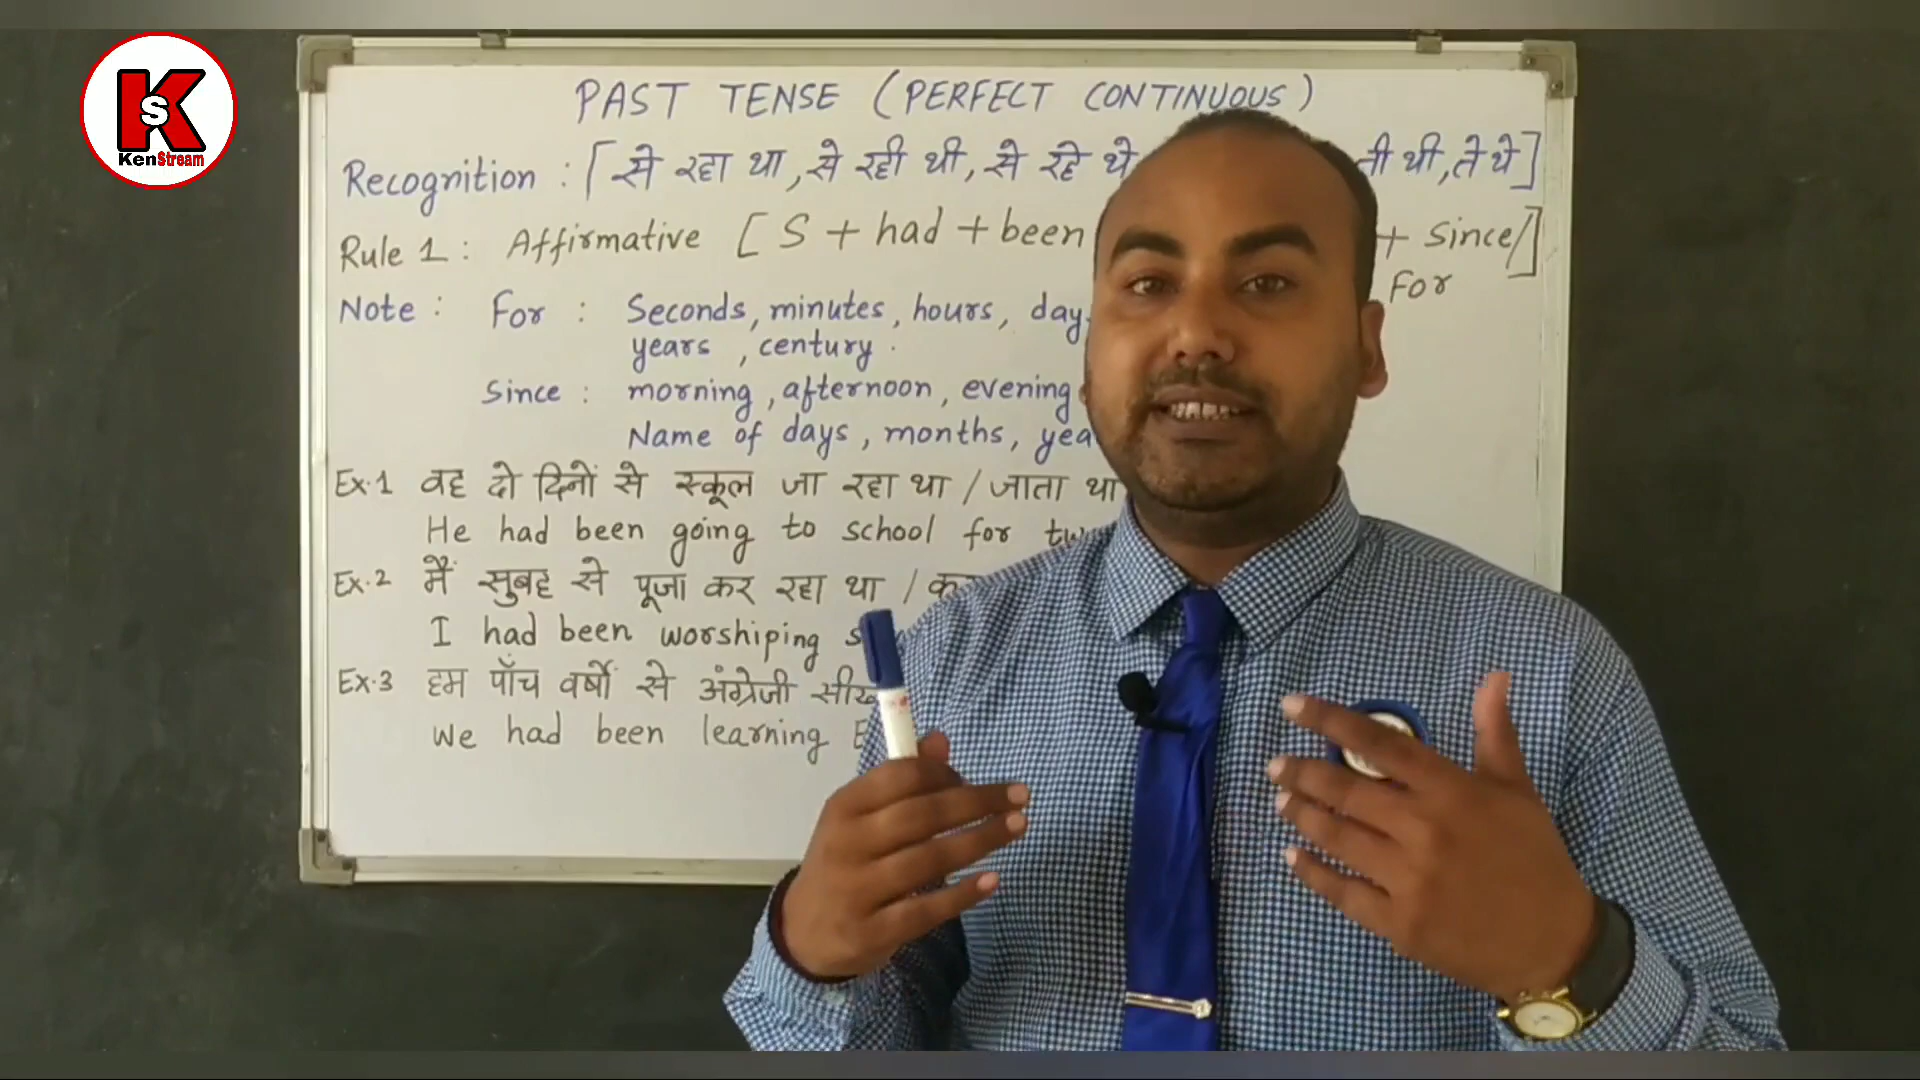 KS
KenStream
PAST TENSE (PERFECT CONTINUOUS)
Recognition : [से रहा था, से रही थी, से रहे थे ती थी, ते थे]
Rule 1 : Affirmative [S + had + been + Since/]
For
Note : For : Seconds, minutes, hours, day
years , century .
Since : morning, afternoon, evening
Name of days, months,
Ex.1 वह दो दिनों से स्कूल जा रहा था / जाता था
He had been going to school for
Ex.2 मैं सुबह से पूजा कर रहा था /
I had been worshiping
Ex.3 हम पाँच वर्षों से अंग्रेजी
We had been learning